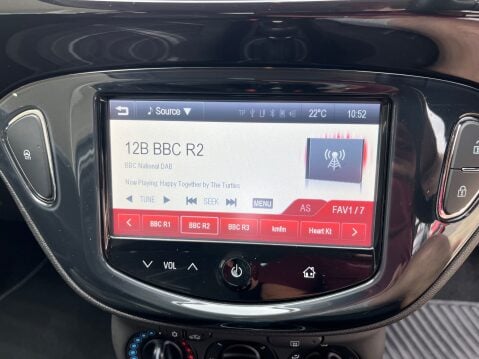 Source ▼ TP 22°C 10:52
12B BBC R2
BBC National DAB
Now Playing: Happy Together by The Turtles
TUNE SEEK MENU
AS FAV1 / 7
BBC R1 BBC R2 BBC R3 kmfm Heart Kt
VOL